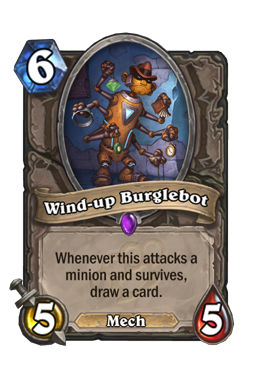 6
Wind-up Burglebot
Whenever this attacks a
minion and survives,
draw a card.
5 Mech 5